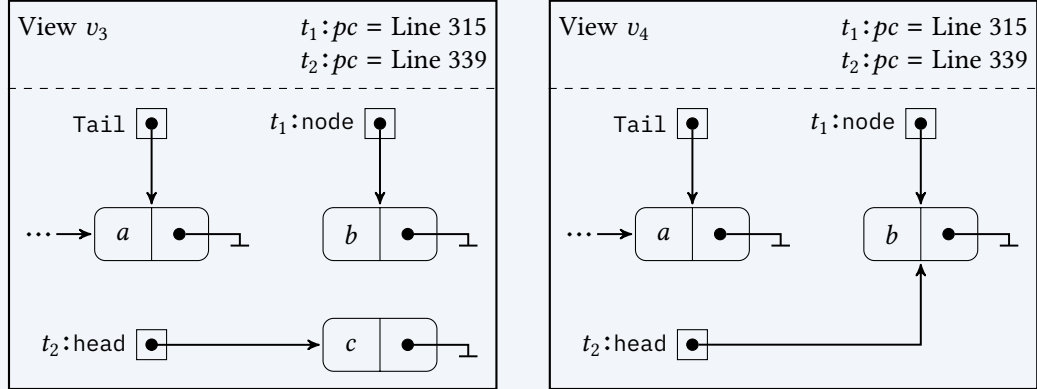 View v₃ t₁:pc = Line 315
t₂:pc = Line 339
Tail t₁:node
... a b
t₂:head c
View v₄ t₁:pc = Line 315
t₂:pc = Line 339
Tail t₁:node
... a b
t₂:head